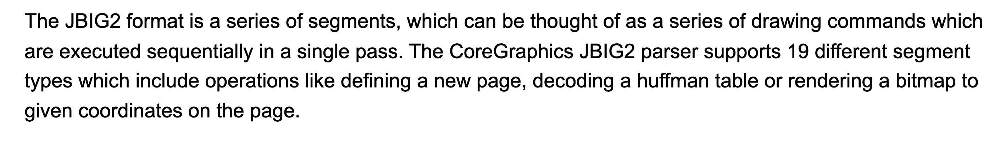 The JBIG2 format is a series of segments, which can be thought of as a series of drawing commands which
are executed sequentially in a single pass. The CoreGraphics JBIG2 parser supports 19 different segment
types which include operations like defining a new page, decoding a huffman table or rendering a bitmap to
given coordinates on the page.